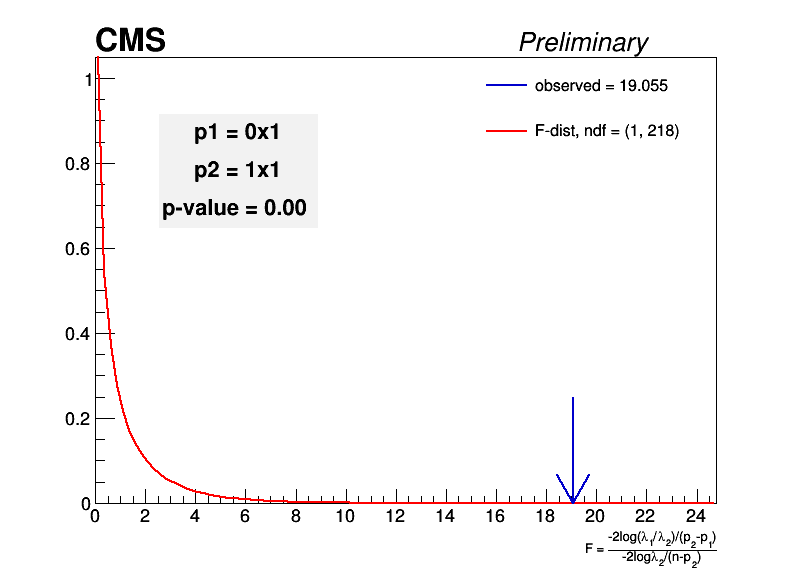 CMS
Preliminary
observed = 19.055
F-dist, ndf = (1, 218)
p1 = 0x1
p2 = 1x1
p-value = 0.00
1
0.8
0.6
0.4
0.2
0
0 2 4 6 8 10 12 14 16 18 20 22 24
F = -2log(λ1/λ2)/(p2-p1)
-2logλ2/(n-p2)